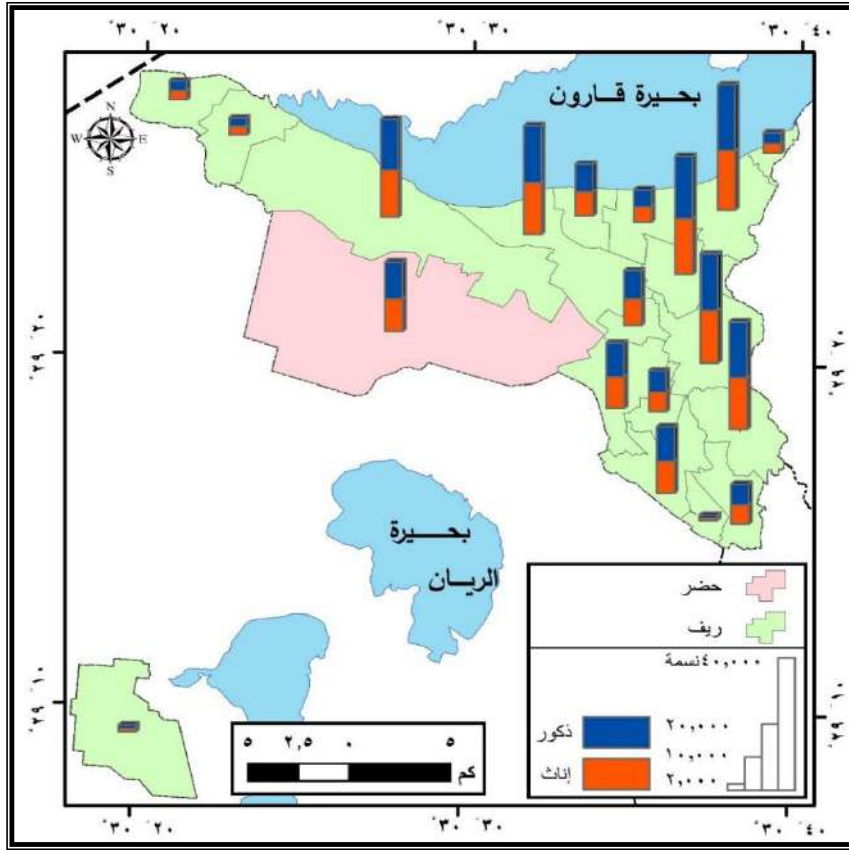 ٢٠ ٣٠°
٣٠ ٣٠°
٤٠ ٣٠°
بحيرة قارون
N
W E
S
٢٠ ٢٩°
٢٠ ٢٩°
بحيرة
الريان
حضر
ريف
٤٠,٠٠٠ نسمة
ذكور
إناث
٢٠,٠٠٠
١٠,٠٠٠
٢,٠٠٠
١٠ ٢٩°
١٠ ٢٩°
٥ ٢,٥ ٠ ٥
كم
٢٠ ٣٠°
٣٠ ٣٠°
٤٠ ٣٠°